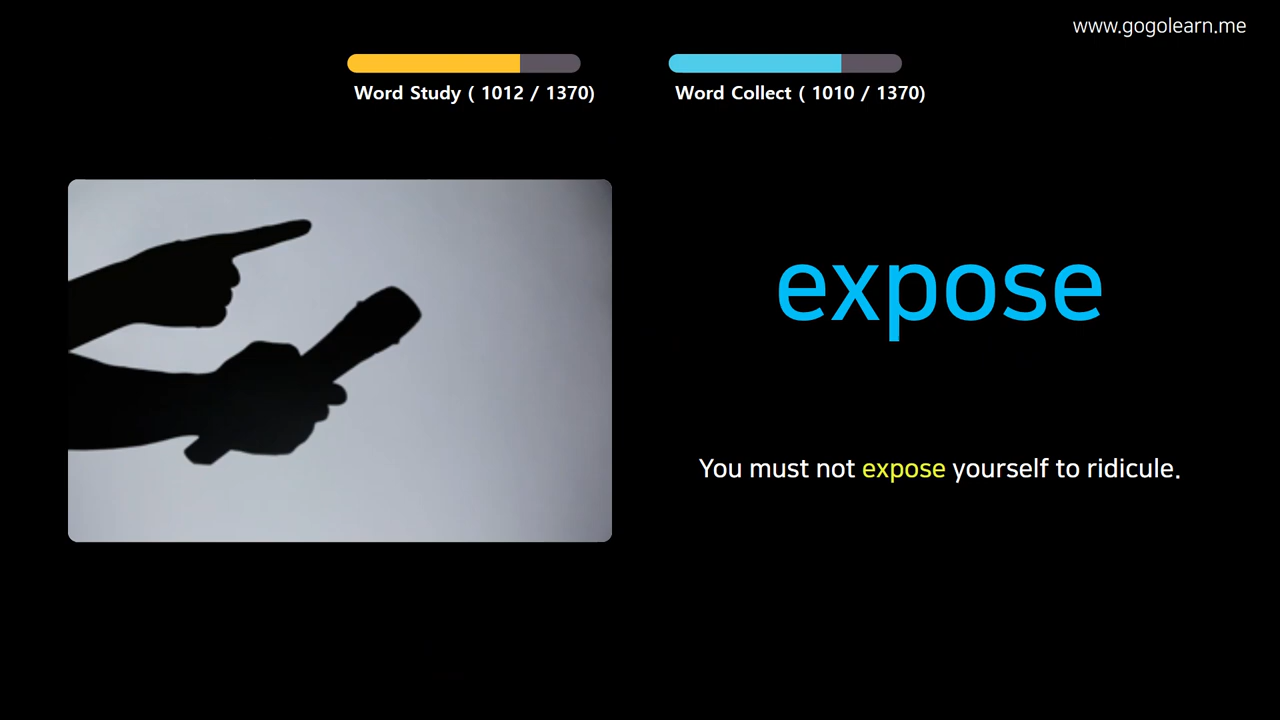 www.gogolearn.me
Word Study ( 1012 / 1370)
Word Collect ( 1010 / 1370)
expose
You must not expose yourself to ridicule.